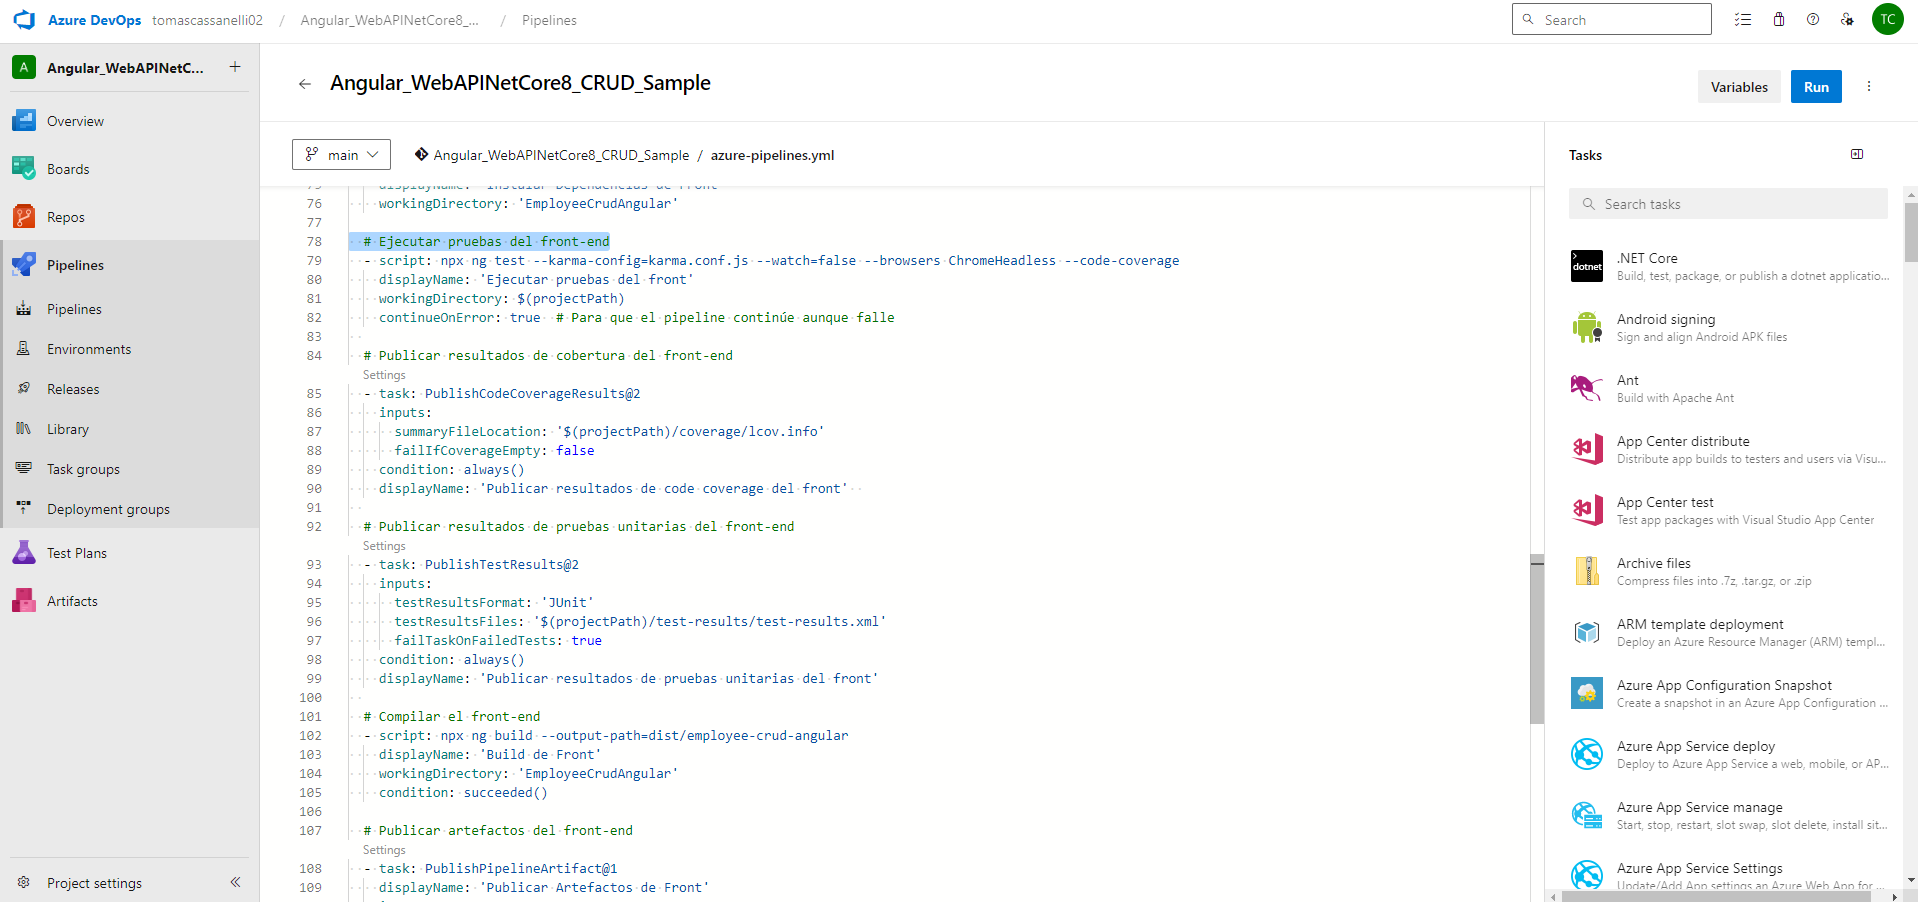 Azure DevOps tomascassanelli02 / Angular_WebAPINetCore8_... / Pipelines
Search
TC
A Angular_WebAPINetC... +
Overview
Boards
Repos
Pipelines
Pipelines
Environments
Releases
Library
Task groups
Deployment groups
Test Plans
Artifacts
Project settings
Angular_WebAPINetCore8_CRUD_Sample
Variables
Run
main
Angular_WebAPINetCore8_CRUD_Sample / azure-pipelines.yml
75 displayName: 'Instalar Dependencias de Front'
76 workingDirectory: 'EmployeeCrudAngular'
77
78 # Ejecutar pruebas del front-end
79 - script: npx ng test --karma-config=karma.conf.js --watch=false --browsers ChromeHeadless --code-coverage
80 displayName: 'Ejecutar pruebas del front'
81 workingDirectory: $(projectPath)
82 continueOnError: true # Para que el pipeline continúe aunque falle
83
84 # Publicar resultados de cobertura del front-end
Settings
85 - task: PublishCodeCoverageResults@2
86 inputs:
87 summaryFileLocation: '$(projectPath)/coverage/lcov.info'
88 failIfCoverageEmpty: false
89 condition: always()
90 displayName: 'Publicar resultados de code coverage del front'
91
92 # Publicar resultados de pruebas unitarias del front-end
Settings
93 - task: PublishTestResults@2
94 inputs:
95 testResultsFormat: 'JUnit'
96 testResultsFiles: '$(projectPath)/test-results/test-results.xml'
97 failTaskOnFailedTests: true
98 condition: always()
99 displayName: 'Publicar resultados de pruebas unitarias del front'
100
101 # Compilar el front-end
102 - script: npx ng build --output-path=dist/employee-crud-angular
103 displayName: 'Build de Front'
104 workingDirectory: 'EmployeeCrudAngular'
105 condition: succeeded()
106
107 # Publicar artefactos del front-end
Settings
108 - task: PublishPipelineArtifact@1
109 displayName: 'Publicar Artefactos de Front'
Tasks
Search tasks
dotnet
.NET Core
Build, test, package, or publish a dotnet applicatio...
Android signing
Sign and align Android APK files
Ant
Build with Apache Ant
App Center distribute
Distribute app builds to testers and users via Visu...
App Center test
Test app packages with Visual Studio App Center
Archive files
Compress files into .7z, .tar.gz, or .zip
ARM template deployment
Deploy an Azure Resource Manager (ARM) templ...
Azure App Configuration Snapshot
Create a snapshot in an Azure App Configuration ...
Azure App Service deploy
Deploy to Azure App Service a web, mobile, or AP...
Azure App Service manage
Start, stop, restart, slot swap, slot delete, install sit...
Azure App Service Settings
Update/Add App settings an Azure Web App for ...